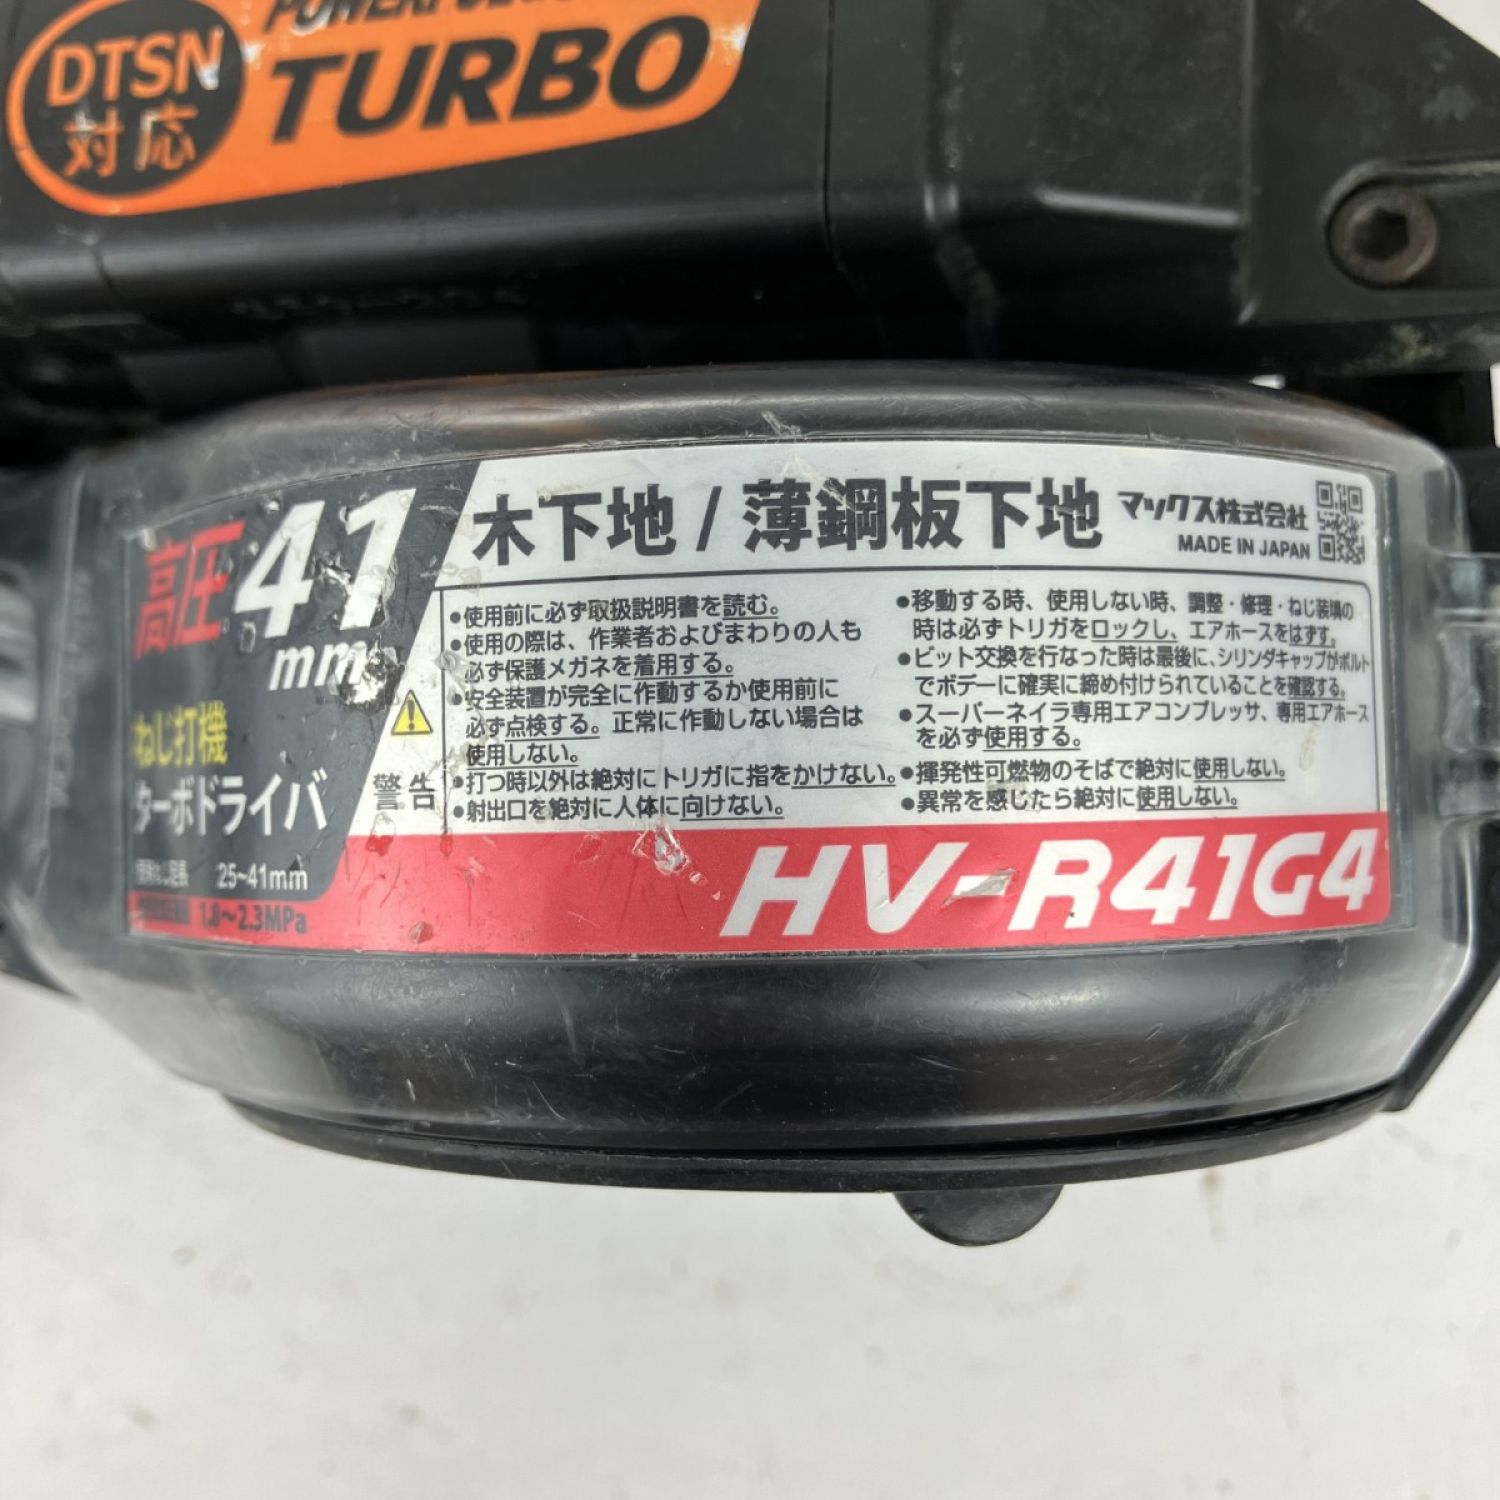 DTSN
対応
TURBO
高圧 41
mm
ねじ打機
ターボドライバ
25~41mm
1.8~2.3MPa
木下地 / 薄鋼板下地
マックス株式会社
MADE IN JAPAN
警告
●使用前に必ず取扱説明書を読む。
●使用の際は、作業者およびまわりの人も
必ず保護メガネを着用する。
●安全装置が完全に作動するか使用前に
必ず点検する。正常に作動しない場合は
使用しない。
●打つ時以外は絶対にトリガに指をかけない。
●射出口を絶対に人体に向けない。
●移動する時、使用しない時、調整・修理・ねじ装填の
時は必ずトリガをロックし、エアホースをはずす。
●ビット交換を行なった時は最後に、シリンダキャップがボルト
でボデーに確実に締め付けられていることを確認する。
●スーパーネイラ専用エアコンプレッサ、専用エアホース
を必ず使用する。
●揮発性可燃物のそばで絶対に使用しない。
●異常を感じたら絶対に使用しない。
HV-R41G4